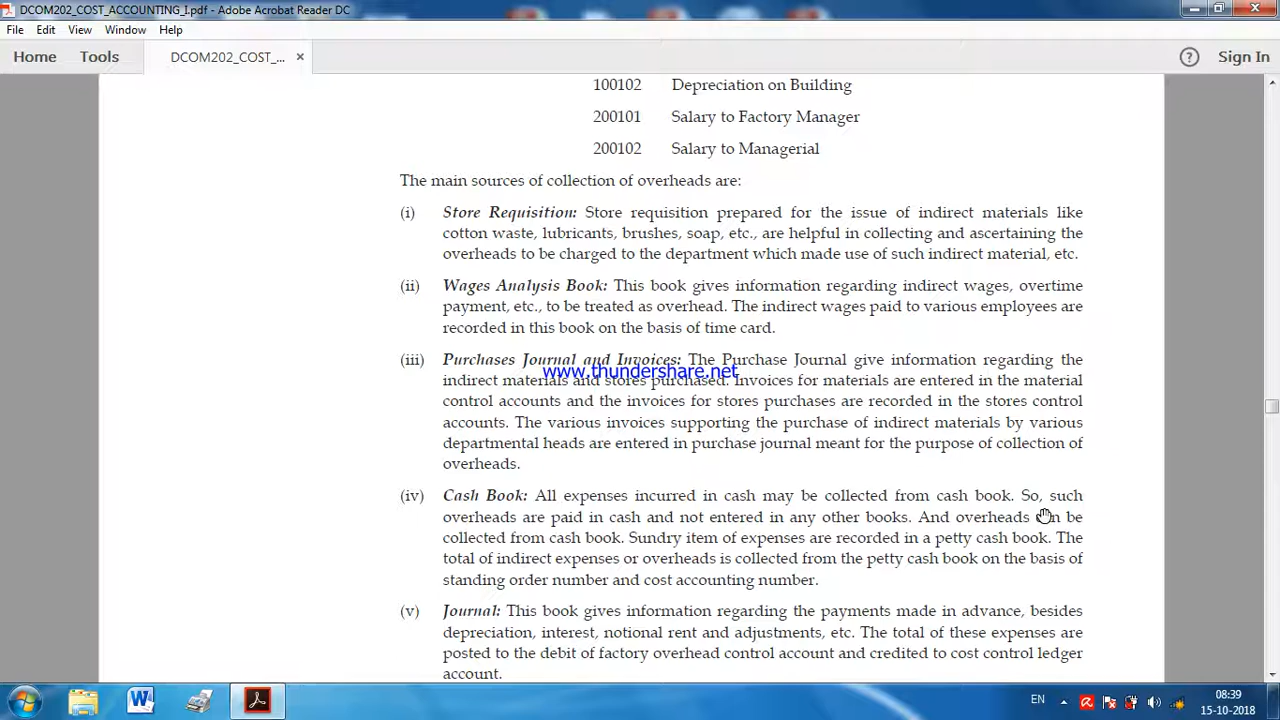 DCOM202_COST_ACCOUNTING_I.pdf - Adobe Acrobat Reader DC
File Edit View Window Help
Home Tools DCOM202_COST_... × ? Sign In
100102 Depreciation on Building
200101 Salary to Factory Manager
200102 Salary to Managerial
The main sources of collection of overheads are:
(i) Store Requisition: Store requisition prepared for the issue of indirect materials like
cotton waste, lubricants, brushes, soap, etc., are helpful in collecting and ascertaining the
overheads to be charged to the department which made use of such indirect material, etc.
(ii) Wages Analysis Book: This book gives information regarding indirect wages, overtime
payment, etc., to be treated as overhead. The indirect wages paid to various employees are
recorded in this book on the basis of time card.
(iii) Purchases Journal and Invoices: The Purchase Journal give information regarding the
www.thundershare.net
indirect materials and stores purchased. Invoices for materials are entered in the material
control accounts and the invoices for stores purchases are recorded in the stores control
accounts. The various invoices supporting the purchase of indirect materials by various
departmental heads are entered in purchase journal meant for the purpose of collection of
overheads.
(iv) Cash Book: All expenses incurred in cash may be collected from cash book. So, such
overheads are paid in cash and not entered in any other books. And overheads can be
collected from cash book. Sundry item of expenses are recorded in a petty cash book. The
total of indirect expenses or overheads is collected from the petty cash book on the basis of
standing order number and cost accounting number.
(v) Journal: This book gives information regarding the payments made in advance, besides
depreciation, interest, notional rent and adjustments, etc. The total of these expenses are
posted to the debit of factory overhead control account and credited to cost control ledger
account.
EN 08:39
15-10-2018